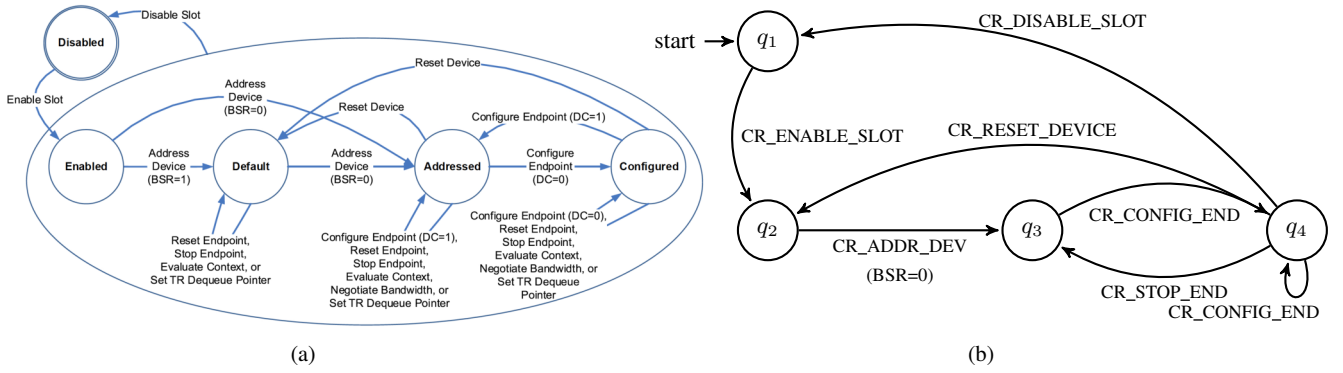 Disabled
Disable Slot
Enable Slot
Address
Device
(BSR=0)
Reset Device
Reset Device
Configure Endpoint (DC=1)
Enabled
Address
Device
(BSR=1)
Default
Address
Device
(BSR=0)
Addressed
Configure
Endpoint
(DC=0)
Configured
Reset Endpoint,
Stop Endpoint,
Evaluate Context, or
Set TR Dequeue Pointer
Configure Endpoint (DC=1),
Reset Endpoint,
Stop Endpoint,
Evaluate Context,
Negotiate Bandwidth, or
Set TR Dequeue Pointer
Configure Endpoint (DC=0),
Reset Endpoint,
Stop Endpoint,
Evaluate Context,
Negotiate Bandwidth, or
Set TR Dequeue
Pointer
(a)
start
q1
CR_DISABLE_SLOT
CR_ENABLE_SLOT
CR_RESET_DEVICE
q2
CR_ADDR_DEV
(BSR=0)
q3
CR_CONFIG_END
q4
CR_STOP_END
CR_CONFIG_END
(b)